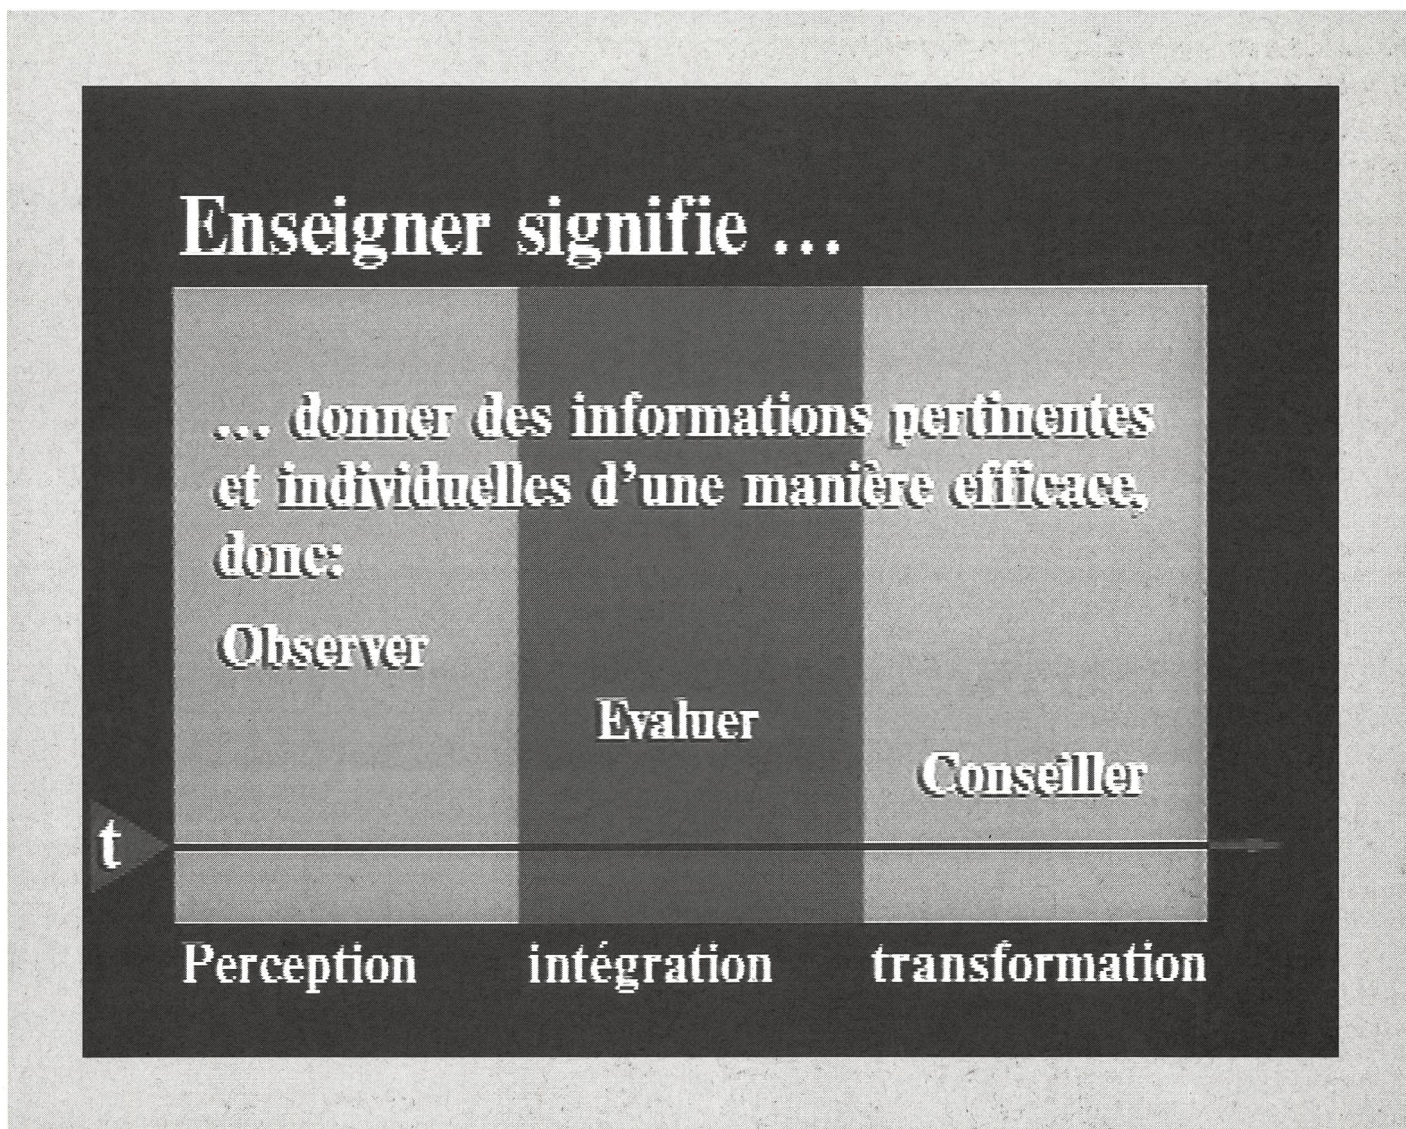 Enseigner signifie ...
... donner des informations pertinentes
et individuelles d'une manière efficace,
donc:
Observer
Evaluer
Conseiller
t
Perception intégration transformation